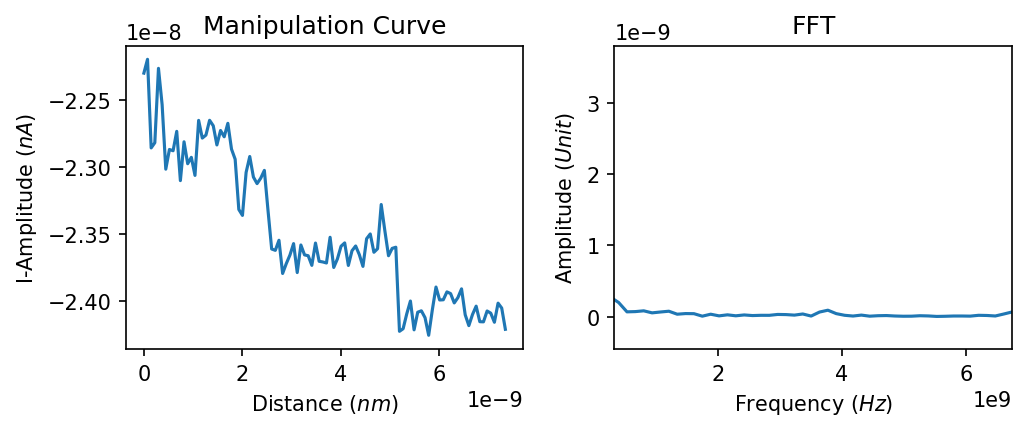 Manipulation Curve
1e−8
I-Amplitude (nA)
−2.25
−2.30
−2.35
−2.40
0 2 4 6
1e−9
Distance (nm)
FFT
1e−9
Amplitude (Unit)
3
2
1
0
2 4 6
1e9
Frequency (Hz)